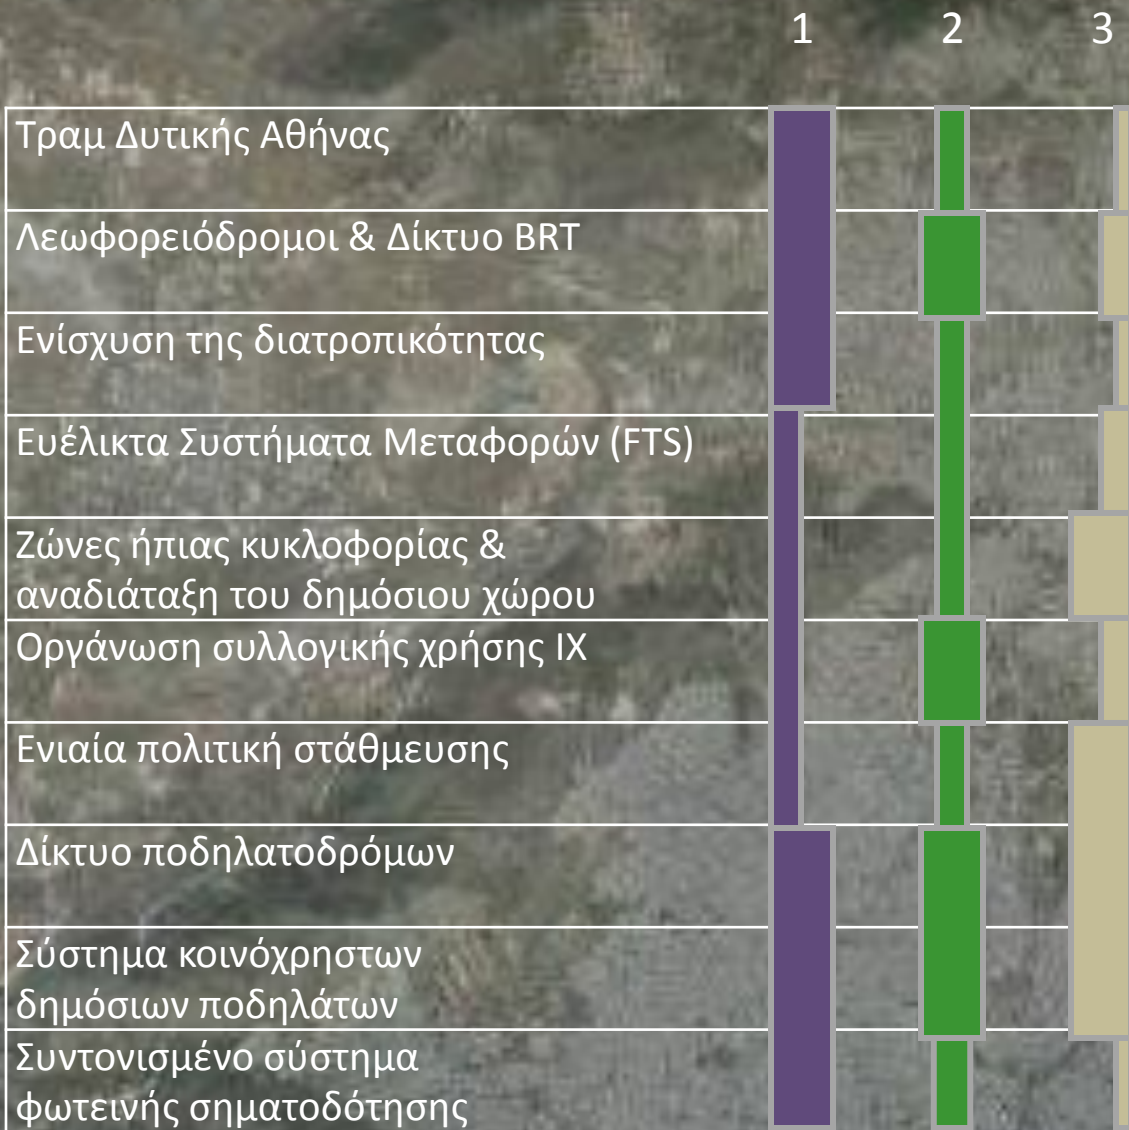 1 2 3
Τραμ Δυτικής Αθήνας
Λεωφορειόδρομοι & Δίκτυο BRT
Ενίσχυση της διατροπικότητας
Ευέλικτα Συστήματα Μεταφορών (FTS)
Ζώνες ήπιας κυκλοφορίας &
αναδιάταξη του δημόσιου χώρου
Οργάνωση συλλογικής χρήσης ΙΧ
Ενιαία πολιτική στάθμευσης
Δίκτυο ποδηλατοδρόμων
Σύστημα κοινόχρηστων
δημόσιων ποδηλάτων
Συντονισμένο σύστημα
φωτεινής σηματοδότησης